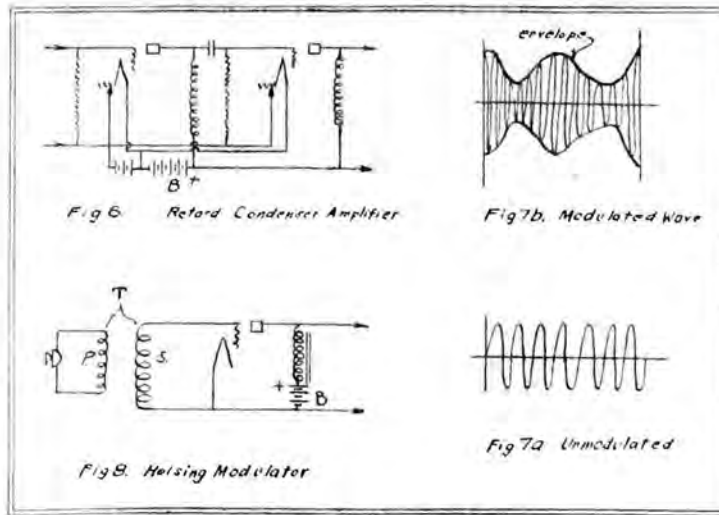 envelope
B
+
Fig 6. Retard Condenser Amplifier
Fig 7b. Modulated Wave
T
P
S
+
B
Fig 8. Heising Modulator
Fig 7a Unmodulated